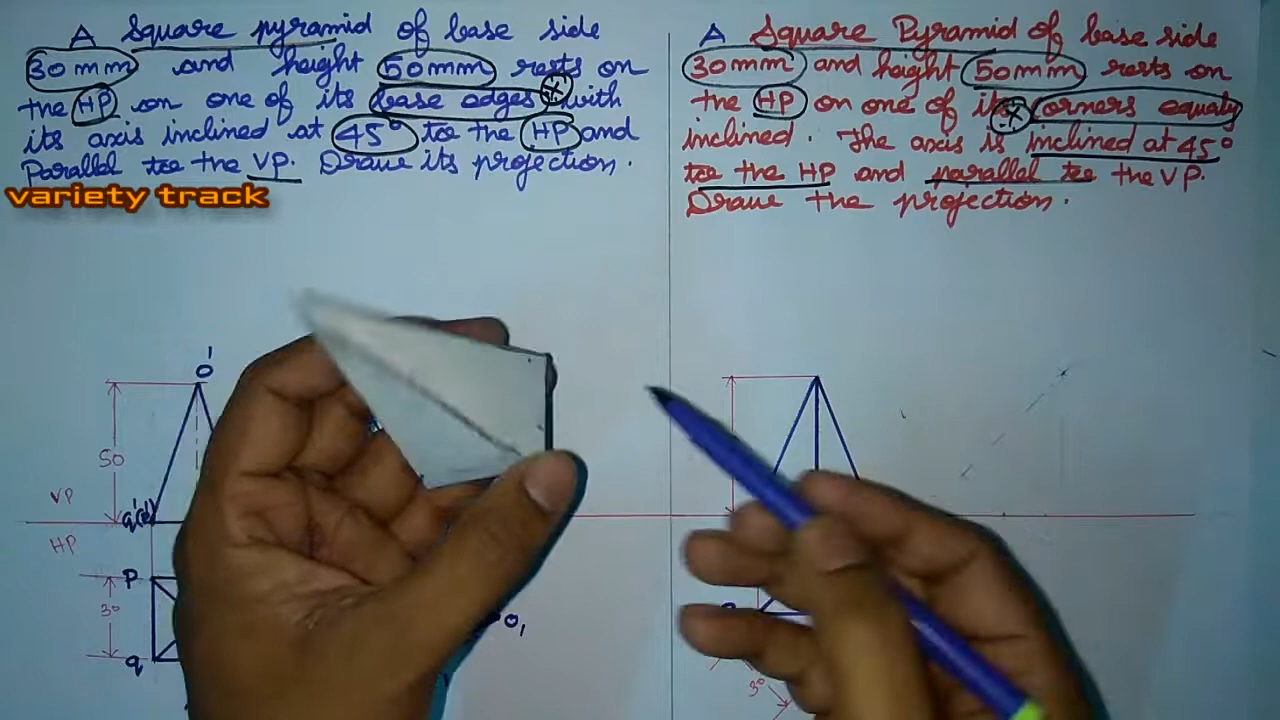 A Square pyramid of base side
30mm and height 50mm rests on
the HP on one of its base edges with
its axis inclined at 45° to the HP and
Parallel to the VP. Draw its projection.
variety track
A Square Pyramid of base side
30mm and height 50mm rests on
the HP on one of its corners equaly
inclined. The axis is inclined at 45°
to the HP and parallel to the VP.
Draw the projection.
O'
50
VP
HP
P
30
q
O₁
30